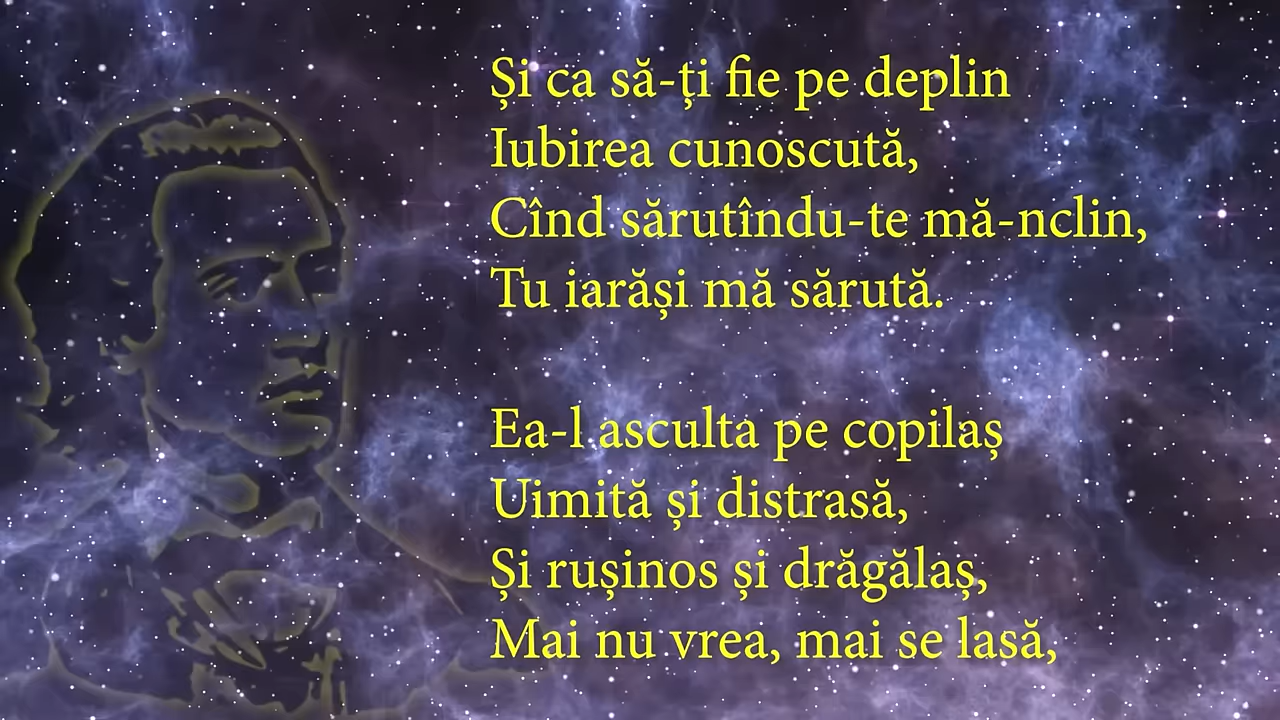 Și ca să-ți fie pe deplin
Iubirea cunoscută,
Cînd sărutîndu-te mă-nclin,
Tu iarăși mă sărută.
Ea-l asculta pe copilaș
Uimită și distrasă,
Și rușinos și drăgălaș,
Mai nu vrea, mai se lasă,